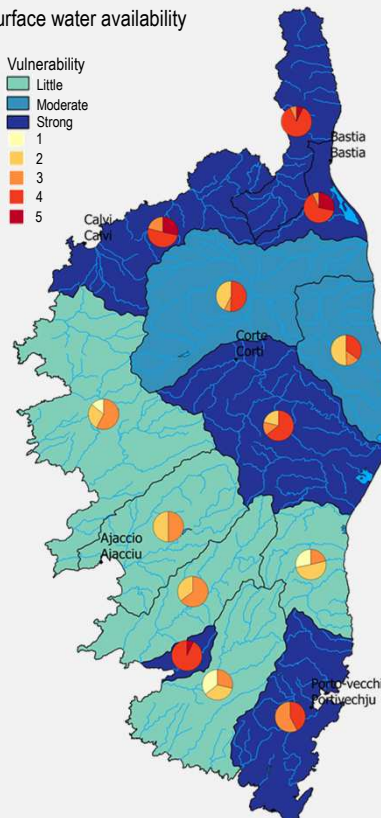 urface water availability
Vulnerability
Little
Moderate
Strong
1
2
3
4
5
Bastia
Bastia
Calvi
Calvi
Corte
Corti
Ajaccio
Ajacciu
Porto-vecchi
Portivechju